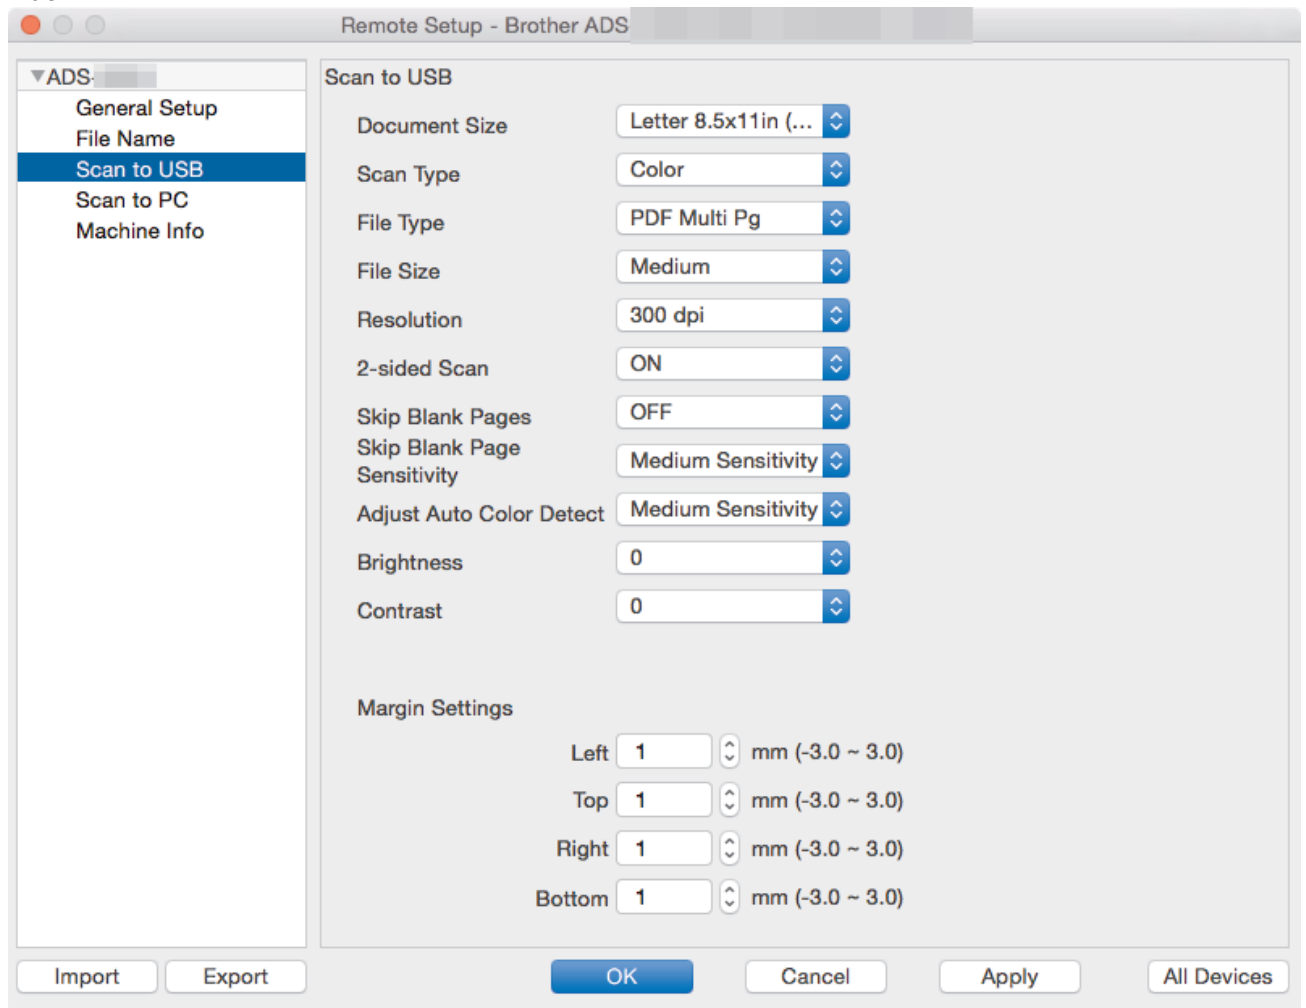 Remote Setup - Brother ADS
ADS-
General Setup
File Name
Scan to USB
Scan to PC
Machine Info
Scan to USB
Document Size Letter 8.5x11in (...
Scan Type Color
File Type PDF Multi Pg
File Size Medium
Resolution 300 dpi
2-sided Scan ON
Skip Blank Pages OFF
Skip Blank Page
Sensitivity Medium Sensitivity
Adjust Auto Color Detect Medium Sensitivity
Brightness 0
Contrast 0
Margin Settings
Left 1 mm (-3.0 ~ 3.0)
Top 1 mm (-3.0 ~ 3.0)
Right 1 mm (-3.0 ~ 3.0)
Bottom 1 mm (-3.0 ~ 3.0)
Import Export OK Cancel Apply All Devices